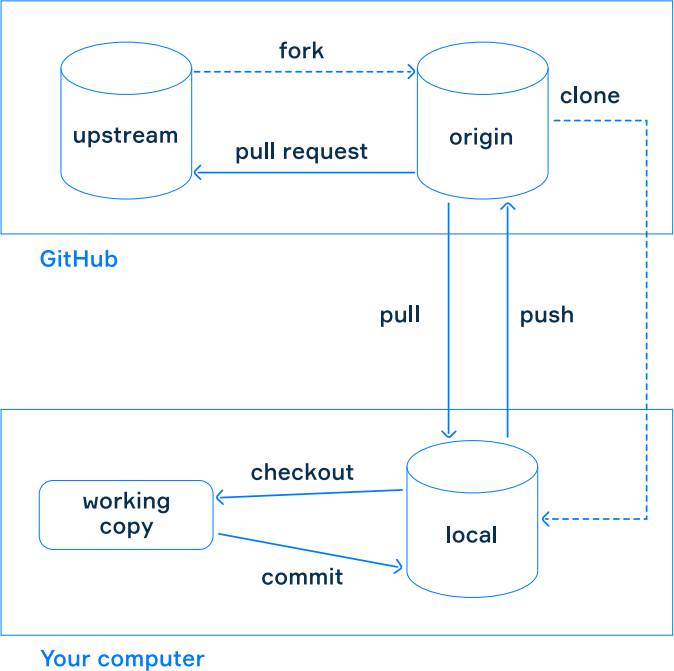 fork
clone
upstream
origin
pull request
GitHub
pull
push
checkout
working
copy
local
commit
Your computer